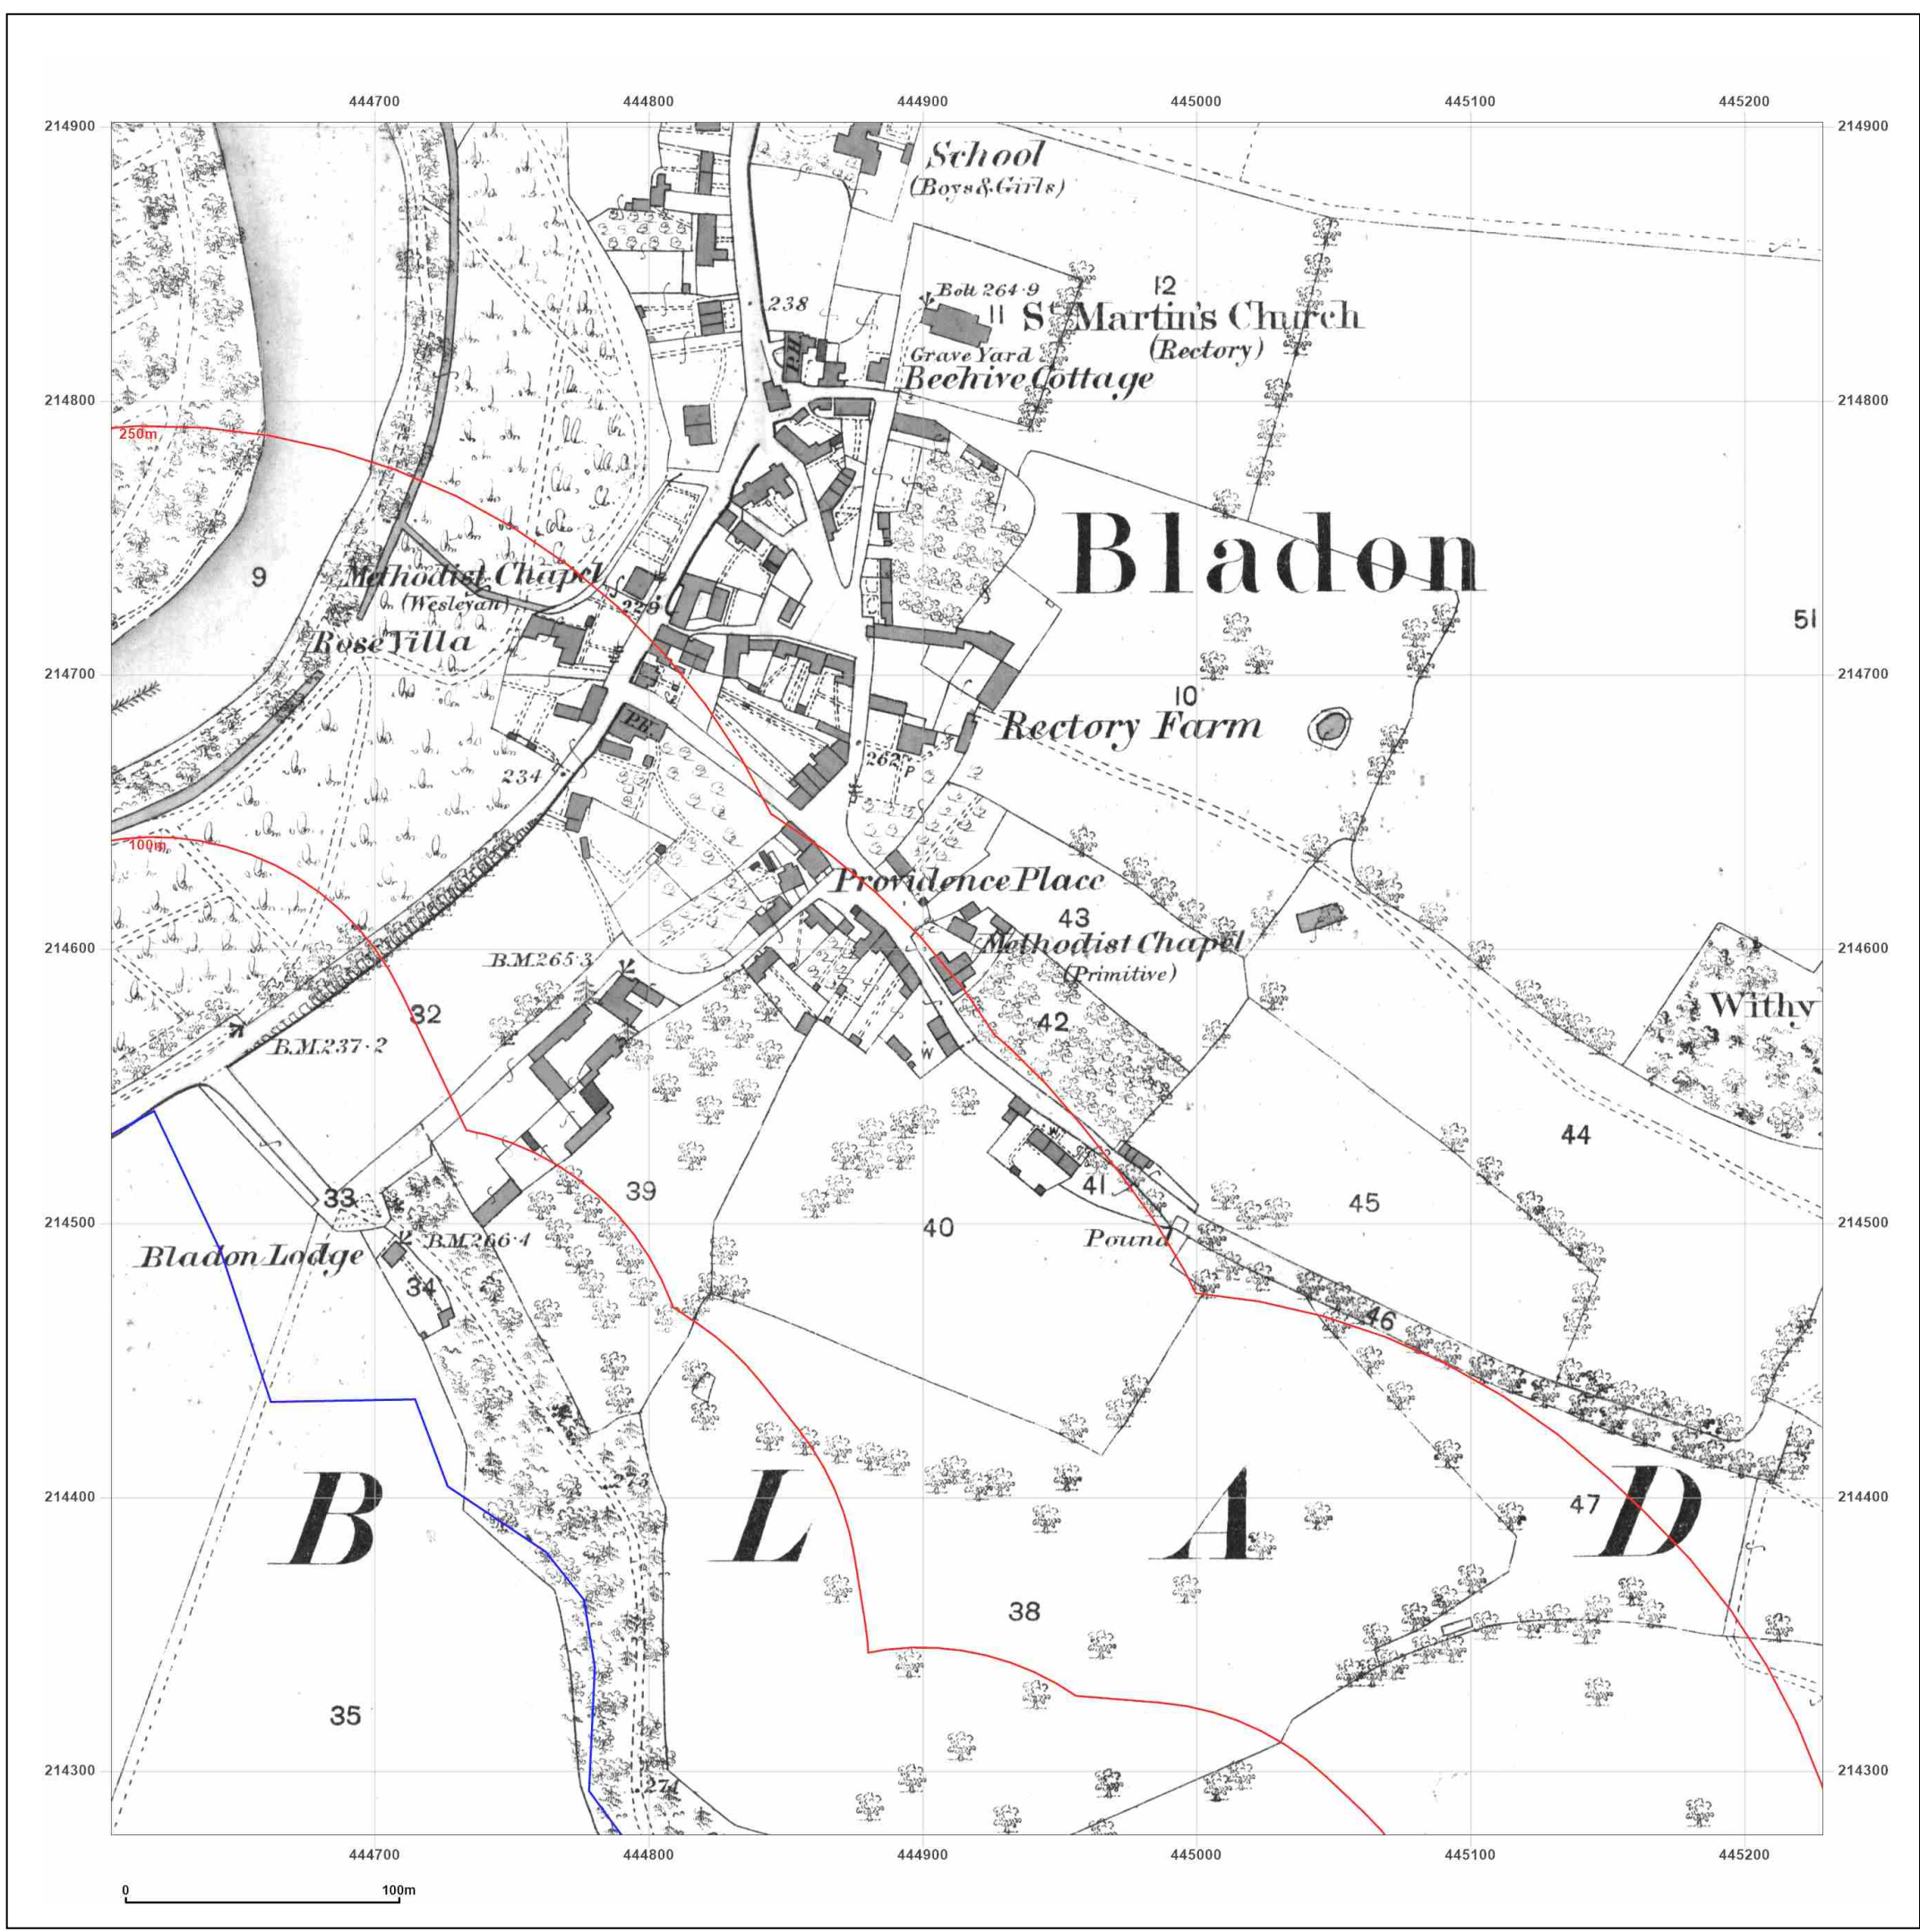 444700 444800 444900 445000 445100 445200
214900 214900
School
(Boys & Girls)
Bolt 264·9
12
238
11 St Martin's Church
(Rectory)
P.H.
Grave Yard
Beehive Cottage
214800 214800
250m
Bladon
Methodist Chapel
(Wesleyan)
9
229
51
Rose Villa
214700 214700
10
P.H.
Rectory Farm
262
P
234
100m
Providence Place
43
214600 214600
Methodist Chapel
(Primitive)
B.M.265·3
32
Withy
42
B.M.237·2
W
44
W
33
39
41
45
214500 214500
40
Pound
Bladon Lodge
B.M.266·4
34
46
273
214400 214400
47
B L A D
38
35
214300 214300
271
444700 444800 444900 445000 445100 445200
0 100m